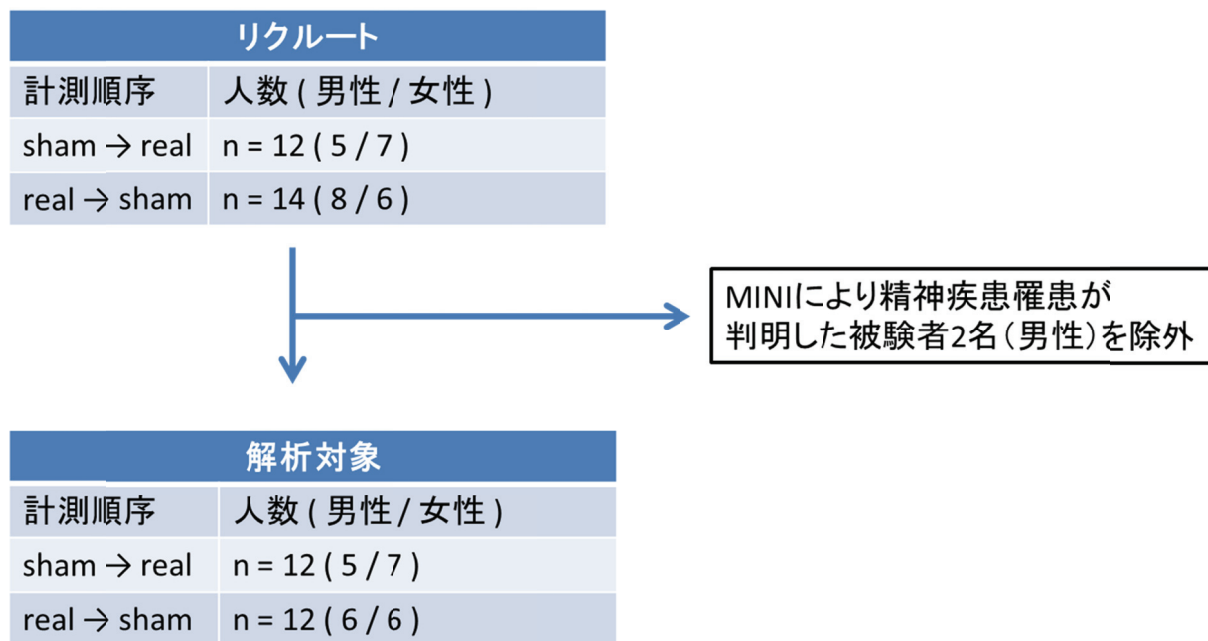 リクルート
計測順序 人数 ( 男性 / 女性 )
sham → real n = 12 ( 5 / 7 )
real → sham n = 14 ( 8 / 6 )
MINIにより精神疾患罹患が
判明した被験者2名（男性）を除外
解析対象
計測順序 人数 ( 男性 / 女性 )
sham → real n = 12 ( 5 / 7 )
real → sham n = 12 ( 6 / 6 )